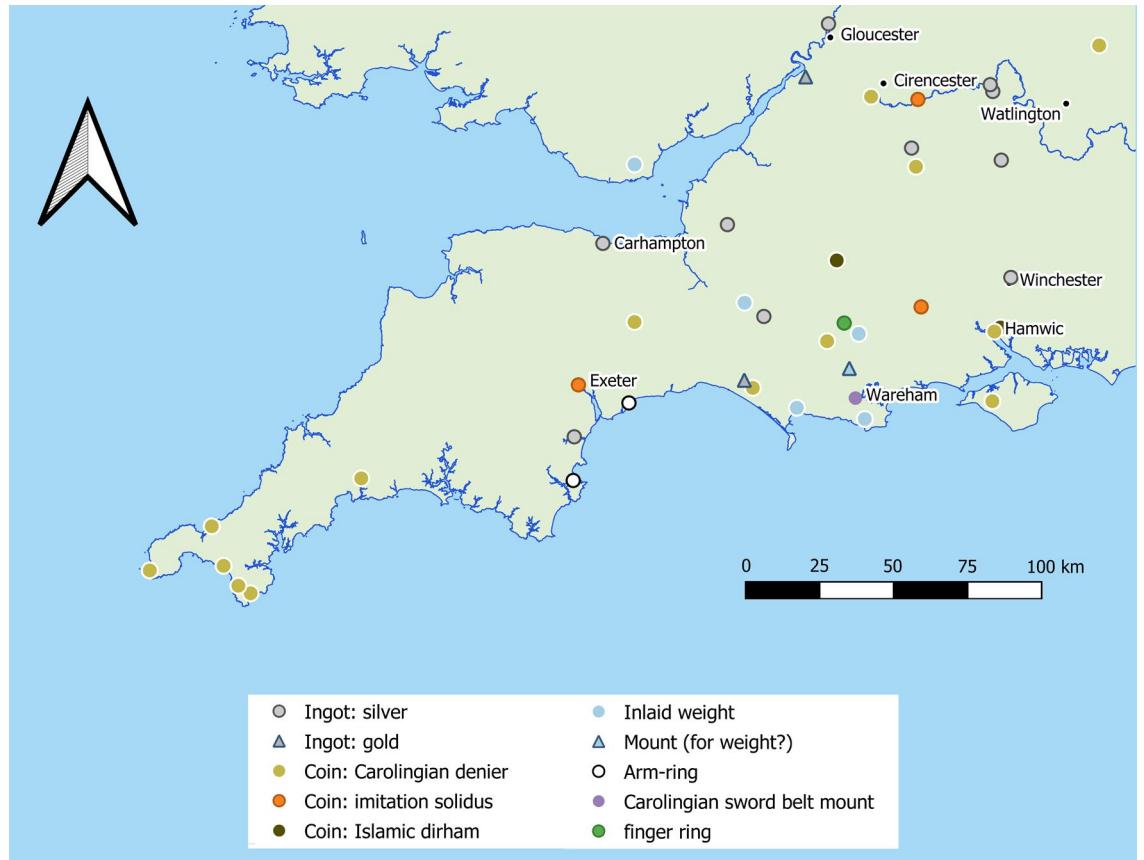 Gloucester
Cirencester
Watlington
Carhampton
Winchester
Hamwic
Exeter
Wareham
0 25 50 75 100 km
Ingot: silver
Ingot: gold
Coin: Carolingian denier
Coin: imitation solidus
Coin: Islamic dirham
Inlaid weight
Mount (for weight?)
Arm-ring
Carolingian sword belt mount
finger ring